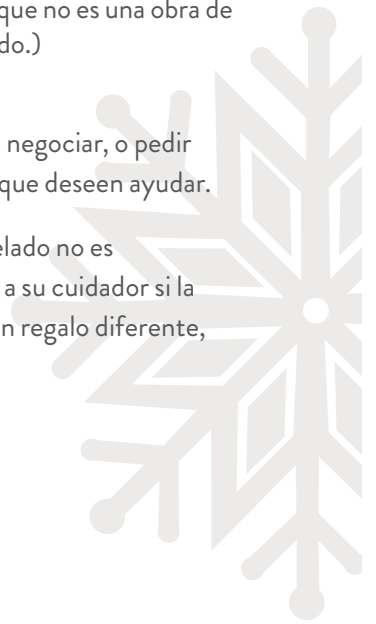 que no es una obra de
do.)
negociar, o pedir
que deseen ayudar.
elado no es
a su cuidador si la
n regalo diferente,